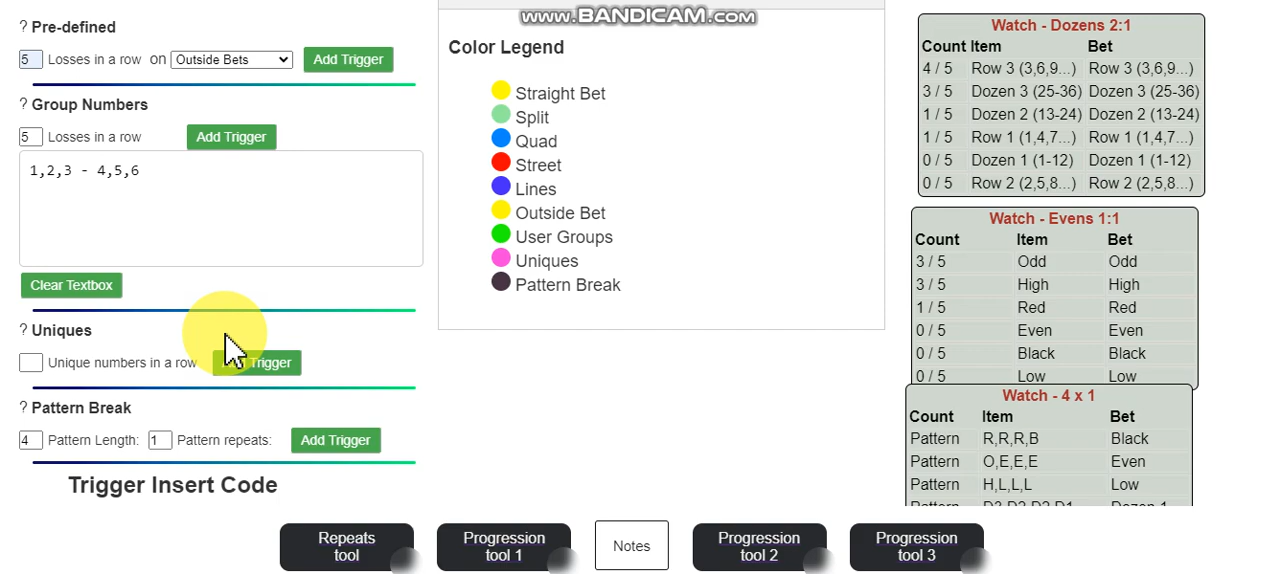 www.BANDICAM.com
? Pre-defined
5 Losses in a row on Outside Bets Add Trigger
? Group Numbers
5 Losses in a row Add Trigger
1,2,3 - 4,5,6
Clear Textbox
? Uniques
Unique numbers in a row Trigger
? Pattern Break
4 Pattern Length: 1 Pattern repeats: Add Trigger
Trigger Insert Code
Color Legend
Straight Bet
Split
Quad
Street
Lines
Outside Bet
User Groups
Uniques
Pattern Break
Watch - Dozens 2:1
Count Item Bet
4 / 5 Row 3 (3,6,9...) Row 3 (3,6,9...)
3 / 5 Dozen 3 (25-36) Dozen 3 (25-36)
1 / 5 Dozen 2 (13-24) Dozen 2 (13-24)
1 / 5 Row 1 (1,4,7...) Row 1 (1,4,7...)
0 / 5 Dozen 1 (1-12) Dozen 1 (1-12)
0 / 5 Row 2 (2,5,8...) Row 2 (2,5,8...)
Watch - Evens 1:1
Count Item Bet
3 / 5 Odd Odd
3 / 5 High High
1 / 5 Red Red
0 / 5 Even Even
0 / 5 Black Black
0 / 5 Low Low
Watch - 4 x 1
Count Item Bet
Pattern R,R,R,B Black
Pattern O,E,E,E Even
Pattern H,L,L,L Low
Pattern D3,D2,D2,D1 Dozen 1
Repeats tool
Progression tool 1
Notes
Progression tool 2
Progression tool 3